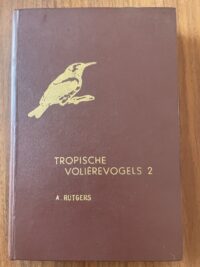 TROPISCHE
VOLIÈREVOGELS 2
A. RUTGERS